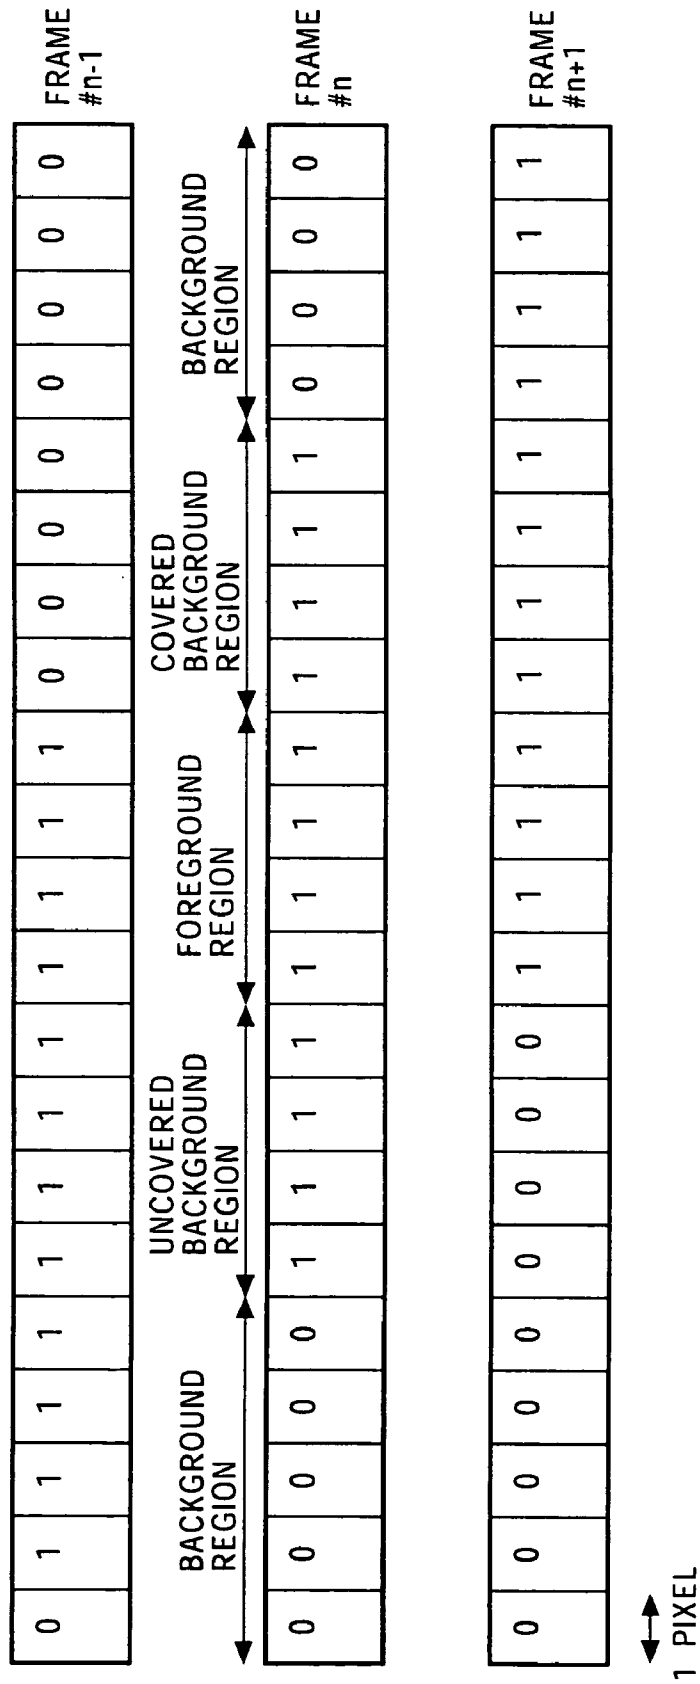 0 1 1 1 1 1 1 1 1 1 1 1 1 0 0 0 0 0 0 0 0
FRAME
#n-1
BACKGROUND
REGION
UNCOVERED
BACKGROUND
REGION
FOREGROUND
REGION
COVERED
BACKGROUND
REGION
BACKGROUND
REGION
0 0 0 0 0 1 1 1 1 1 1 1 1 1 1 1 1 0 0 0 0
FRAME
#n
0 0 0 0 0 0 0 0 0 1 1 1 1 1 1 1 1 1 1 1 1
FRAME
#n+1
1 PIXEL